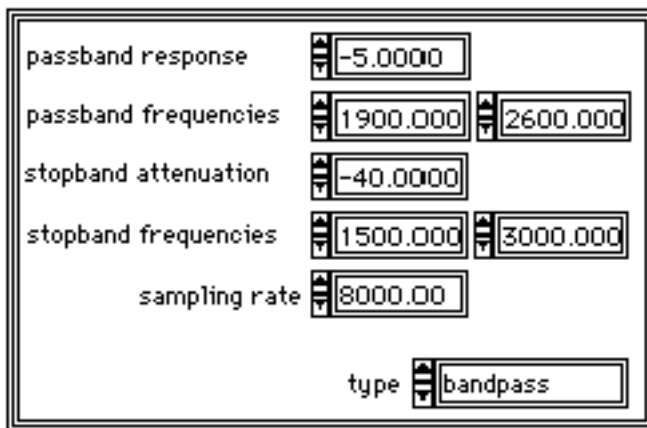 passband response -5.0000
passband frequencies 1900.000 2600.000
stopband attenuation -40.0000
stopband frequencies 1500.000 3000.000
sampling rate 8000.00
type bandpass